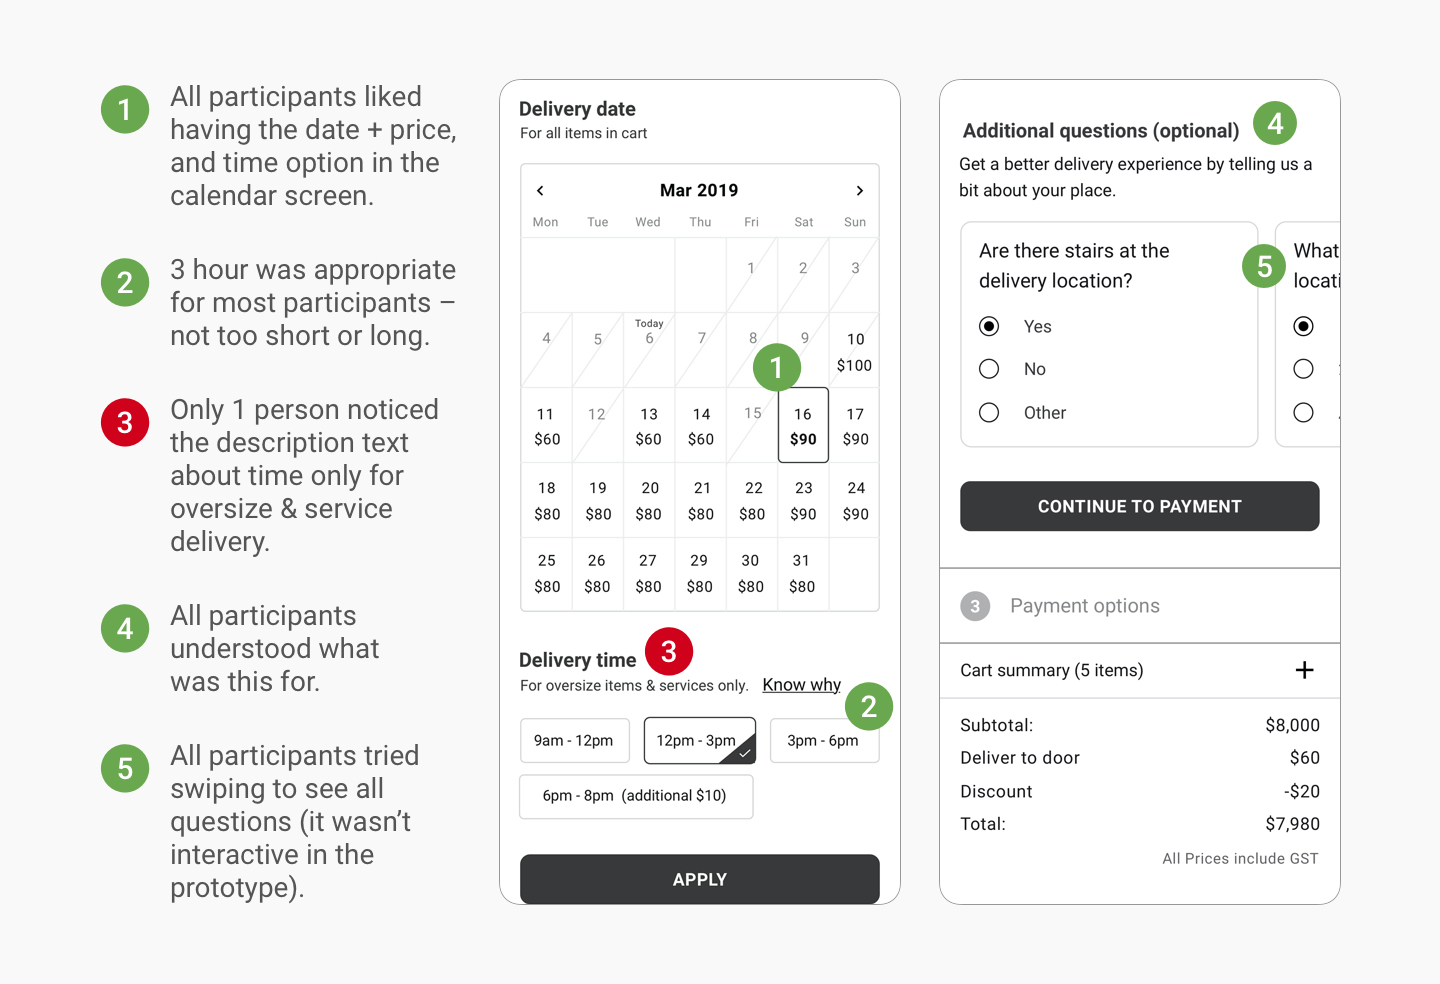 1
All participants liked
having the date + price,
and time option in the
calendar screen.
2
3 hour was appropriate
for most participants –
not too short or long.
3
Only 1 person noticed
the description text
about time only for
oversize & service
delivery.
4
All participants
understood what
was this for.
5
All participants tried
swiping to see all
questions (it wasn’t
interactive in the
prototype).
Delivery date
For all items in cart
Mar 2019
Mon Tue Wed Thu Fri Sat Sun
1 2 3
Today
4 5 6 7 8 9 10
$100
1
11 12 13 14 15 16 17
$60 $60 $60 $90 $90
18 19 20 21 22 23 24
$80 $80 $80 $80 $80 $90 $90
25 26 27 28 29 30 31
$80 $80 $80 $80 $80 $80
Delivery time 3
For oversize items & services only. Know why
2
9am - 12pm 12pm - 3pm 3pm - 6pm
6pm - 8pm (additional $10)
APPLY
Additional questions (optional) 4
Get a better delivery experience by telling us a
bit about your place.
Are there stairs at the
delivery location?
Yes
No
Other
5
What
locati
CONTINUE TO PAYMENT
3 Payment options
Cart summary (5 items) +
Subtotal: $8,000
Deliver to door $60
Discount -$20
Total: $7,980
All Prices include GST